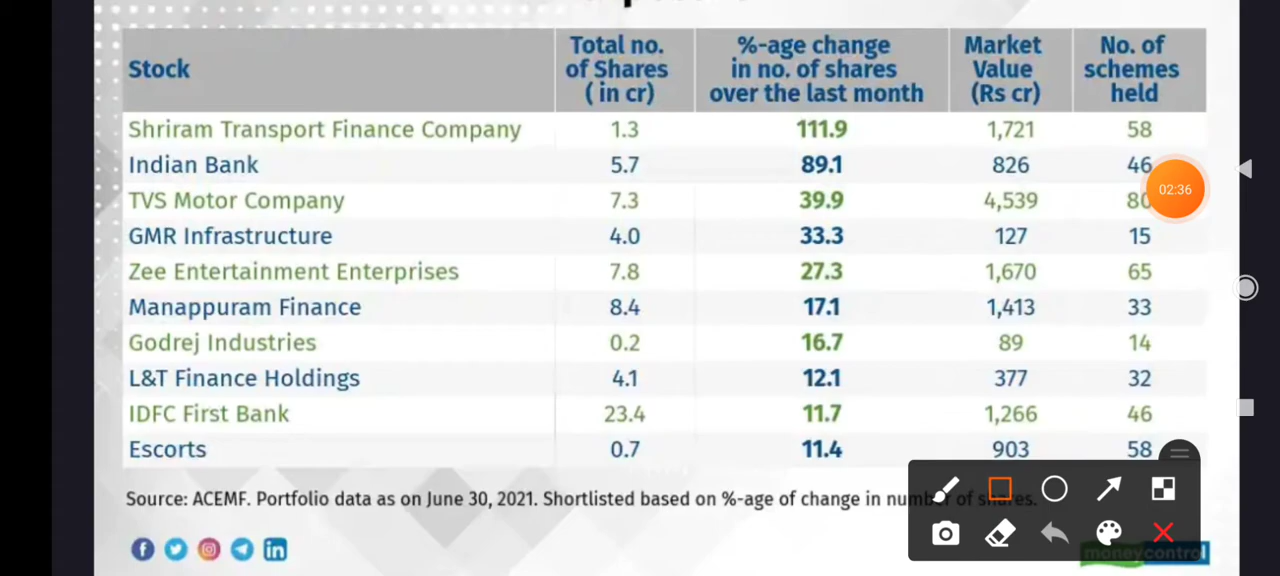 Stock
Total no. of Shares ( in cr)
%-age change in no. of shares over the last month
Market Value (Rs cr)
No. of schemes held
Shriram Transport Finance Company 1.3 111.9 1,721 58
Indian Bank 5.7 89.1 826 46
TVS Motor Company 7.3 39.9 4,539 80
GMR Infrastructure 4.0 33.3 127 15
Zee Entertainment Enterprises 7.8 27.3 1,670 65
Manappuram Finance 8.4 17.1 1,413 33
Godrej Industries 0.2 16.7 89 14
L&T Finance Holdings 4.1 12.1 377 32
IDFC First Bank 23.4 11.7 1,266 46
Escorts 0.7 11.4 903 58
02:36
Source: ACEMF. Portfolio data as on June 30, 2021. Shortlisted based on %-age of change in number of shares.
moneycontrol